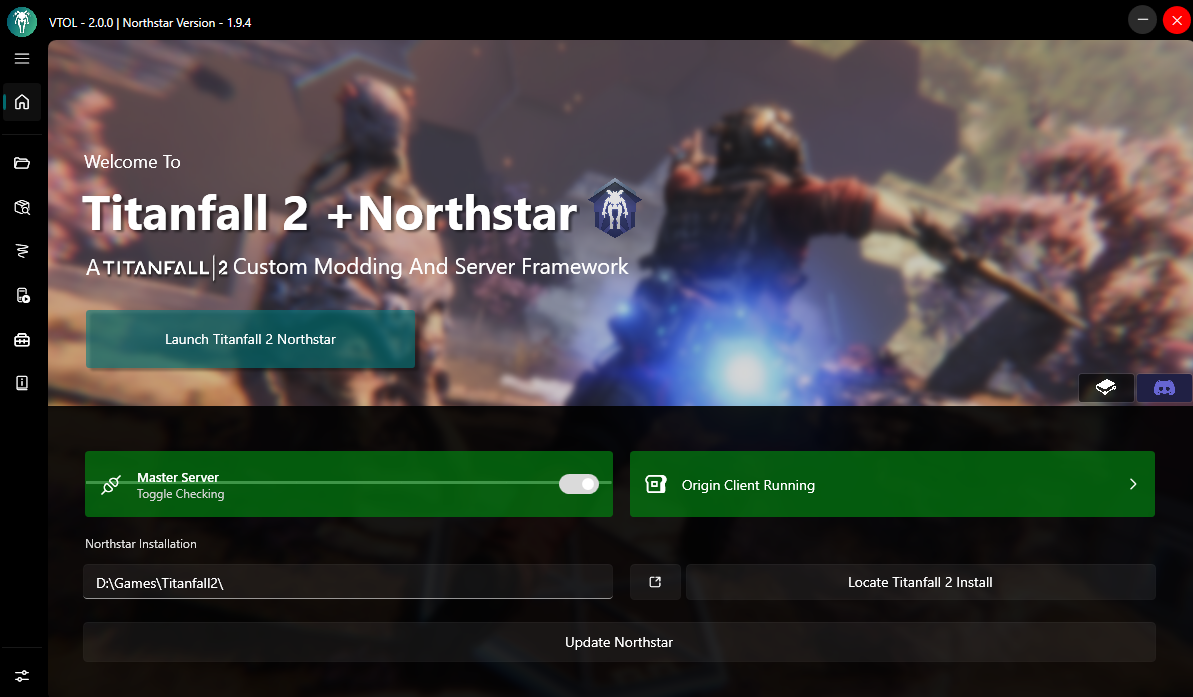 VTOL - 2.0.0 | Northstar Version - 1.9.4
Welcome To
Titanfall 2 +Northstar
A TITANFALL|2 Custom Modding And Server Framework
Launch Titanfall 2 Northstar
Master Server
Toggle Checking
Origin Client Running
Northstar Installation
D:\Games\Titanfall2\
Locate Titanfall 2 Install
Update Northstar